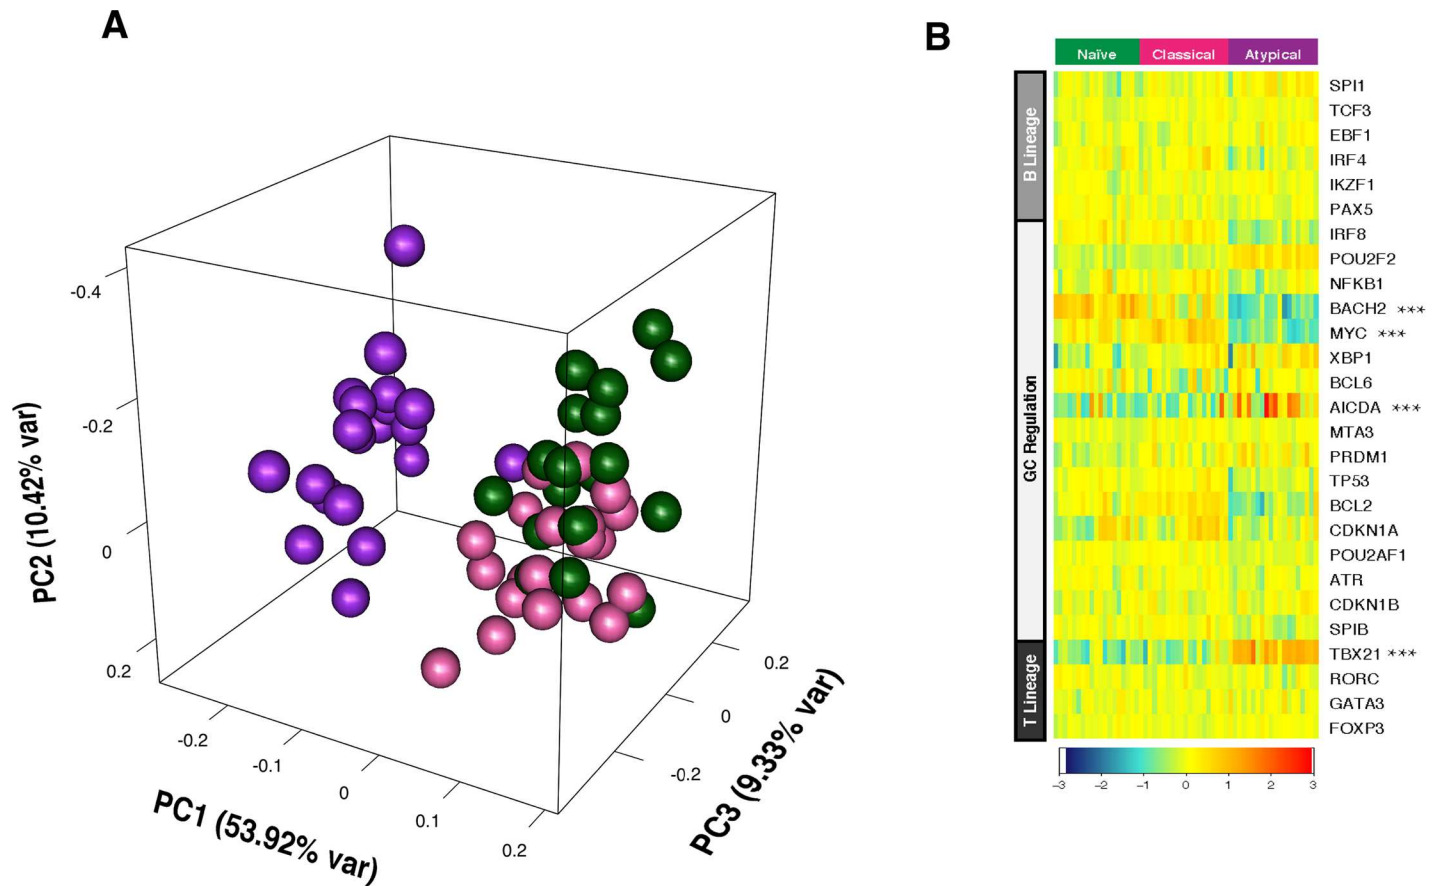 A
-0.4
-0.2
0
0.2
PC2 (10.42% var)
-0.2
-0.1
0
0.1
0.2
PC1 (53.92% var)
0.2
0
-0.2
PC3 (9.33% var)
B
Naïve
Classical
Atypical
B Lineage
GC Regulation
T Lineage
SPI1
TCF3
EBF1
IRF4
IKZF1
PAX5
IRF8
POU2F2
NFKB1
BACH2 ***
MYC ***
XBP1
BCL6
AICDA ***
MTA3
PRDM1
TP53
BCL2
CDKN1A
POU2AF1
ATR
CDKN1B
SPIB
TBX21 ***
RORC
GATA3
FOXP3
−3 −2 −1 0 1 2 3